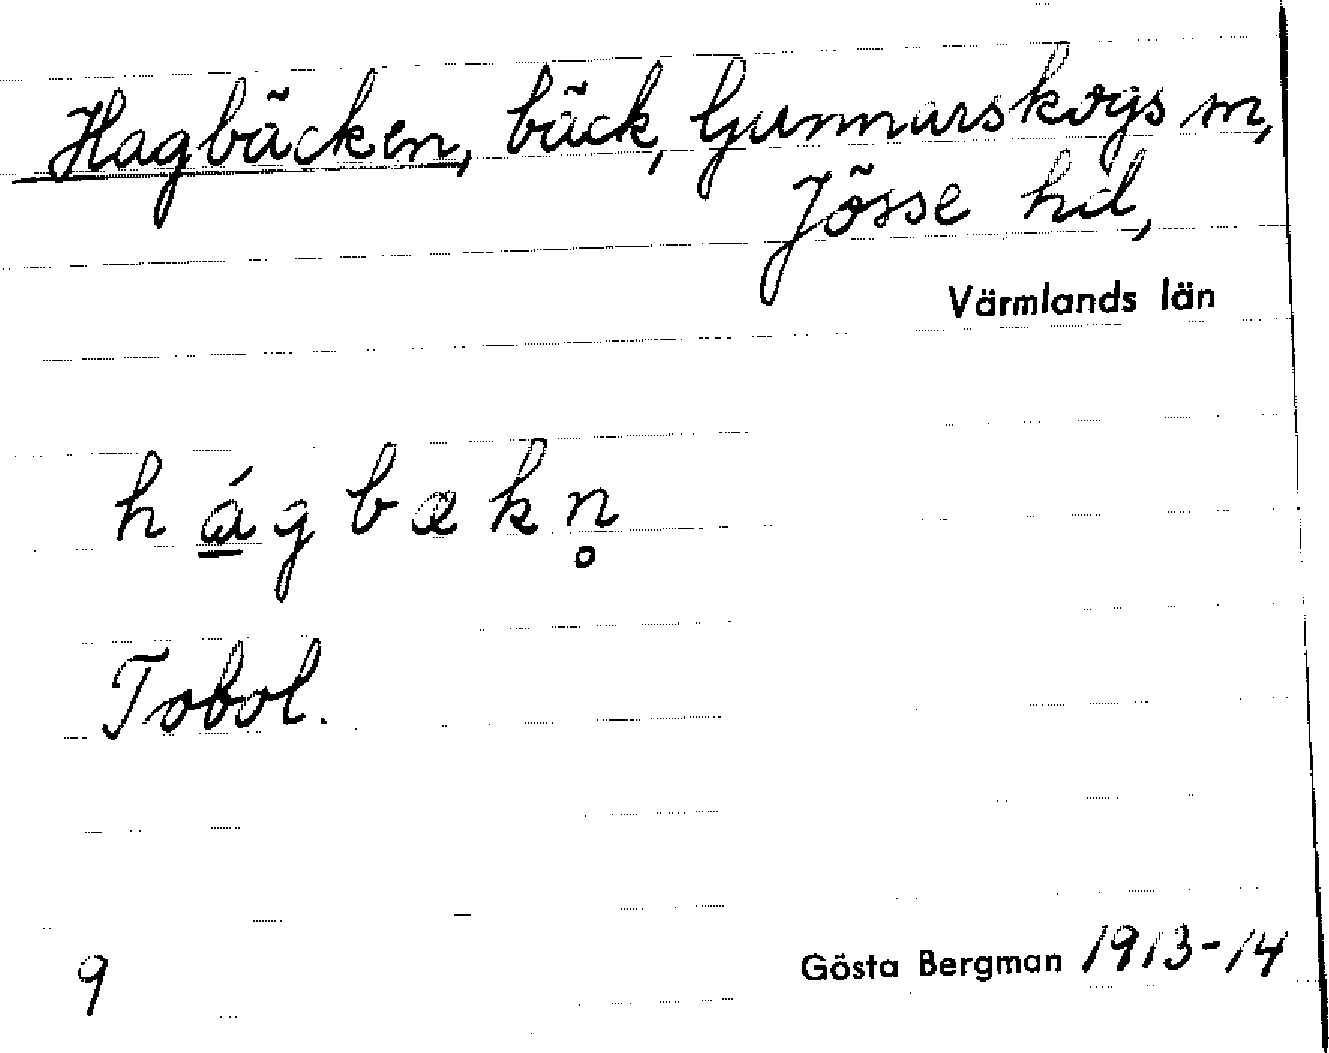 Hagbäcken, bäck, Gunnarskogs sn,
Jösse hd,
Värmlands län
hágbækn̥
Tobol.
9
Gösta Bergman 1913-14